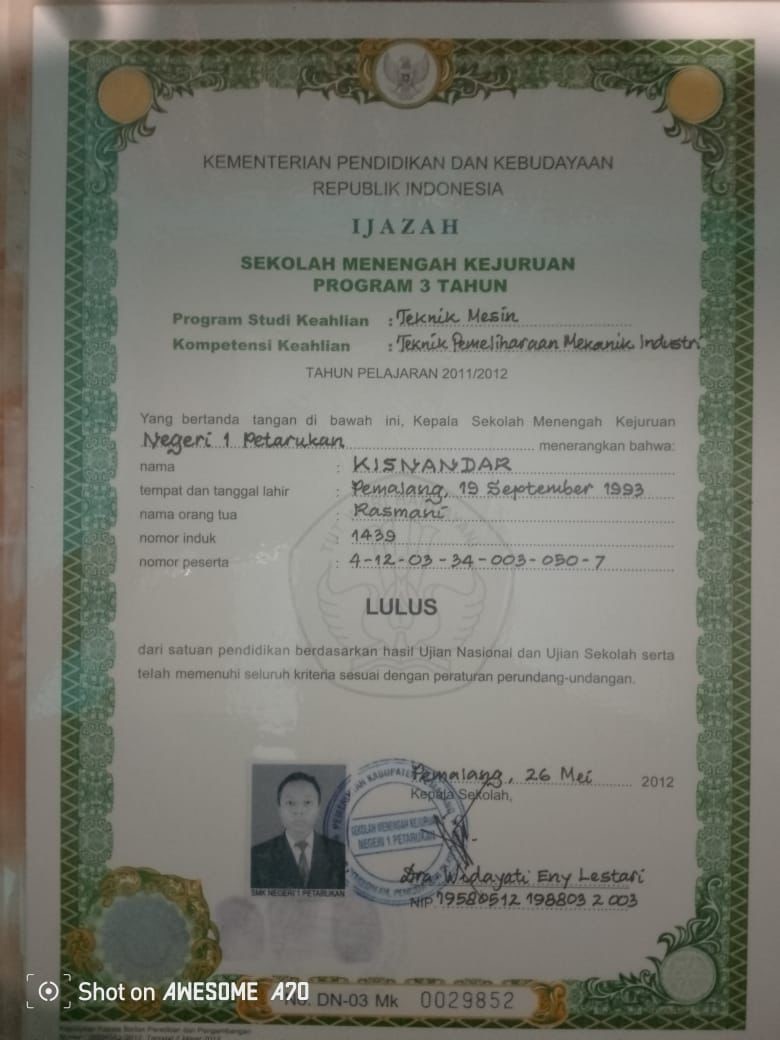 KEMENTERIAN PENDIDIKAN DAN KEBUDAYAAN
REPUBLIK INDONESIA
IJAZAH
SEKOLAH MENENGAH KEJURUAN
PROGRAM 3 TAHUN
Program Studi Keahlian : Teknik Mesin
Kompetensi Keahlian : Teknik Pemeliharaan Mekanik Industri
TAHUN PELAJARAN 2011/2012
Yang bertanda tangan di bawah ini, Kepala Sekolah Menengah Kejuruan
Negeri 1 Petarukan menerangkan bahwa:
nama : KISNANDAR
tempat dan tanggal lahir : Pemalang, 19 September 1993
nama orang tua : Rasmani
nomor induk : 1439
nomor peserta : 4-12-03-34-003-050-7
LULUS
dari satuan pendidikan berdasarkan hasil Ujian Nasional dan Ujian Sekolah serta
telah memenuhi seluruh kriteria sesuai dengan peraturan perundang-undangan.
Pemalang, 26 Mei 2012
Kepala Sekolah,
SEKOLAH MENENGAH KEJURUAN
NEGERI 1 PETARUKAN
Dra. Widayati Eny Lestari
NIP 19580512 198803 2 003
SMK NEGERI 1 PETARUKAN
No. DN-03 Mk 0029852
Shot on AWESOME A70